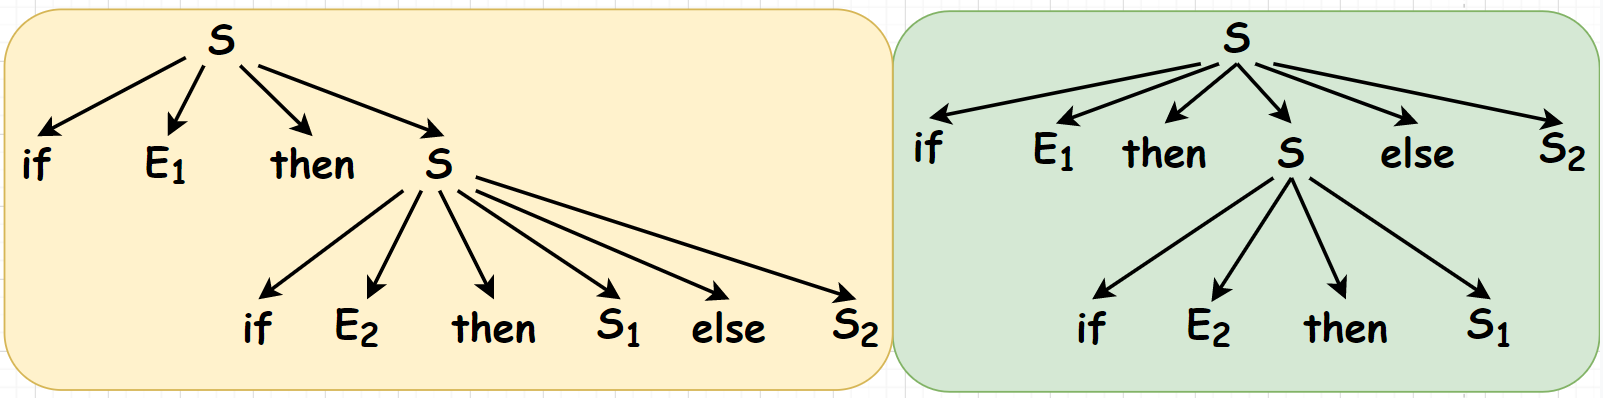 S
if E₁ then S
if E₂ then S₁ else S₂
S
if E₁ then S else S₂
if E₂ then S₁